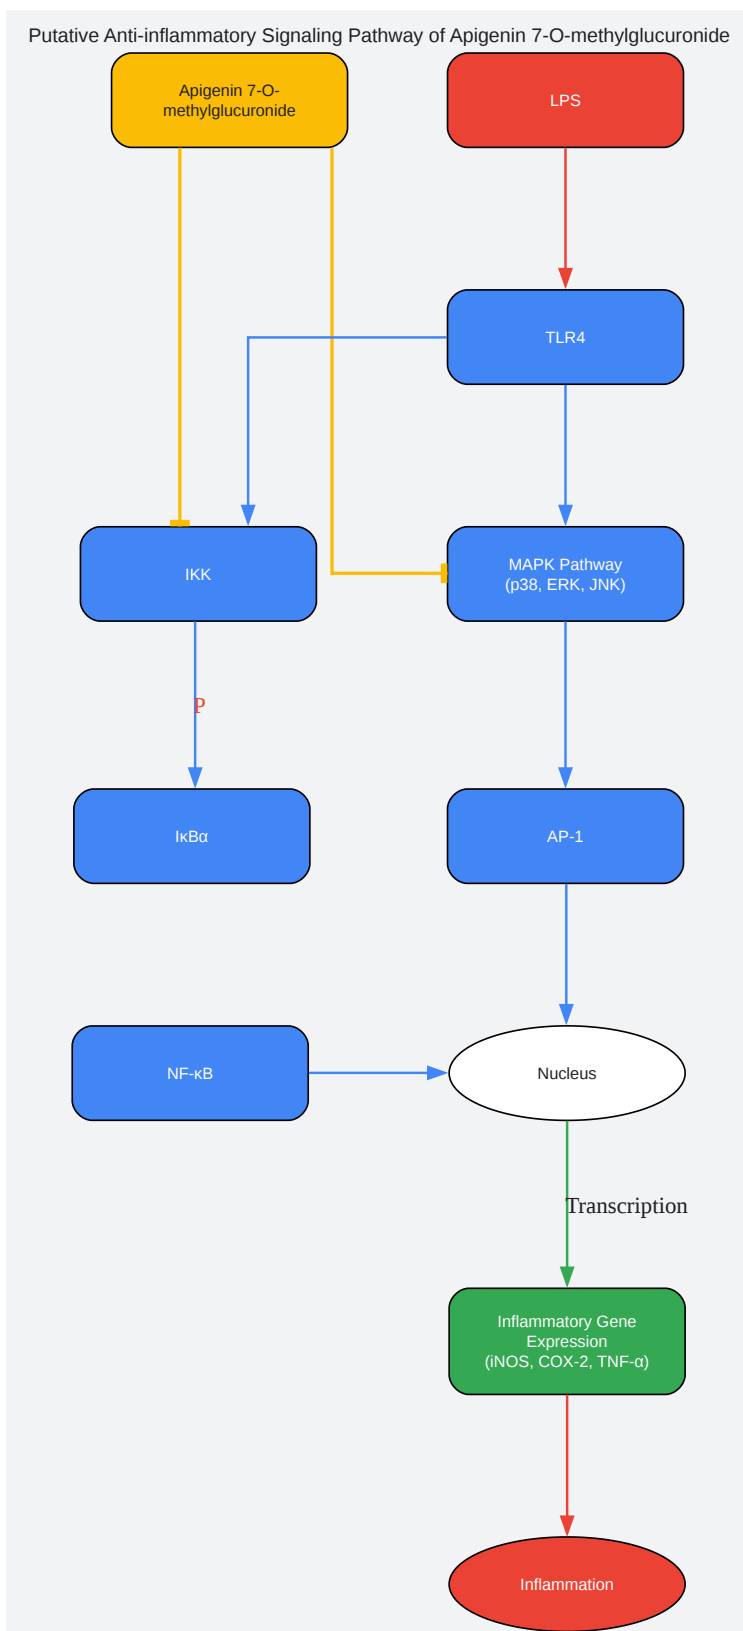 Putative Anti-inflammatory Signaling Pathway of Apigenin 7-O-methylglucuronide
Apigenin 7-O-
methylglucuronide
LPS
TLR4
IKK
MAPK Pathway
(p38, ERK, JNK)
P
IκBα
AP-1
NF-κB
Nucleus
Transcription
Inflammatory Gene
Expression
(iNOS, COX-2, TNF-α)
Inflammation